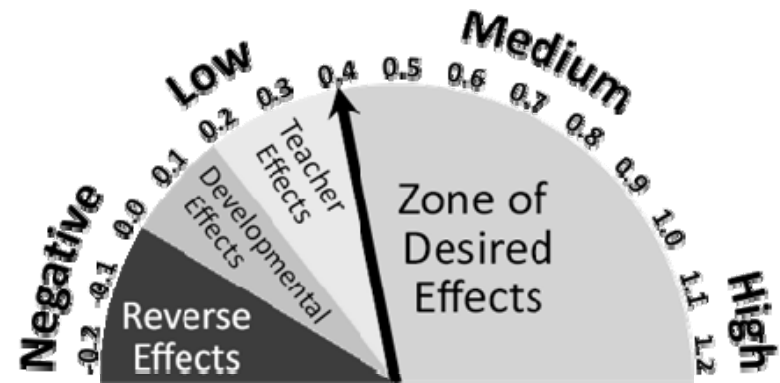 Negative
Low
Medium
High
-0.2
-0.1
0.0
0.1
0.2
0.3
0.4
0.5
0.6
0.7
0.8
0.9
1.0
1.1
1.2
Reverse
Effects
Developmental
Effects
Teacher
Effects
Zone of
Desired
Effects